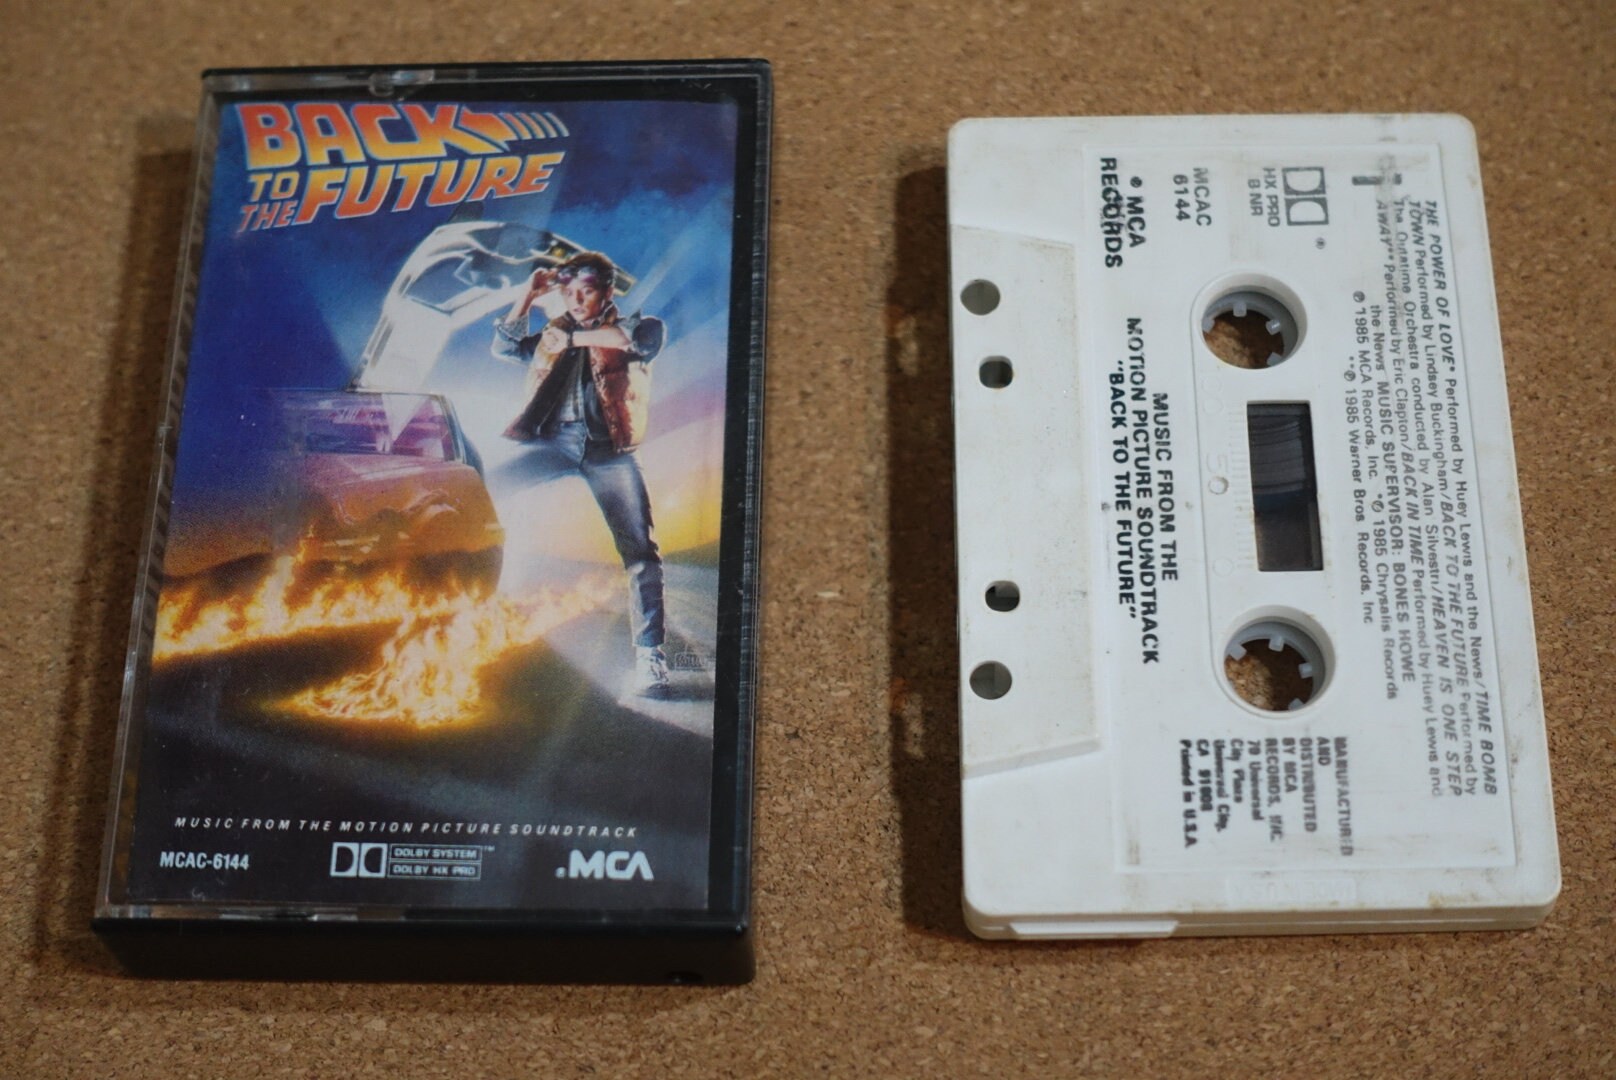 BACK
TO
THE FUTURE
MUSIC FROM THE MOTION PICTURE SOUNDTRACK
MCAC-6144
DOLBY SYSTEM™
DOLBY HX PRO
®MCA
THE POWER OF LOVE* Performed by Huey Lewis and the News/TIME BOMB
TOWN Performed by Lindsey Buckingham/BACK TO THE FUTURE Performed by
The Outatime Orchestra conducted by Alan Silvestri/HEAVEN IS ONE STEP
AWAY** Performed by Eric Clapton/BACK IN TIME Performed by Huey Lewis and
the News MUSIC SUPERVISOR: BONES HOWE
℗ 1985 MCA Records, Inc. *℗ 1985 Chrysalis Records
**℗ 1985 Warner Bros Records, Inc
1
®
HX PRO
B NR
MCAC
6144
MCA
RECORDS
50
MUSIC FROM THE
MOTION PICTURE SOUNDTRACK
"BACK TO THE FUTURE"
MANUFACTURED
AND
DISTRIBUTED
BY MCA
RECORDS, INC.
70 Universal
City Plaza
Universal City,
CA 91608
Printed in U.S.A.